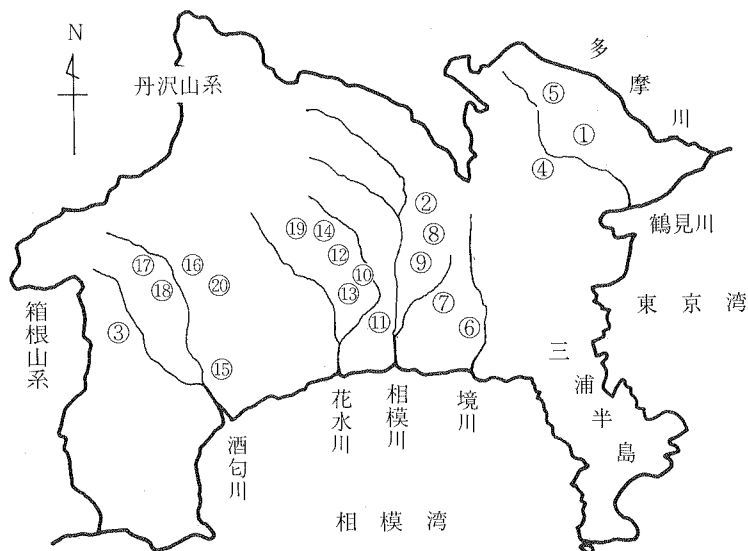 N
丹沢山系
多摩川
⑤
①
④
鶴見川
②
⑧
⑨
⑦
⑥
⑲
⑭
⑫
⑩
⑬
⑪
⑰
⑯
⑱
⑳
③
⑮
箱根山系
東京湾
三浦半島
酒匂川
花水川
相模川
境川
相模湾